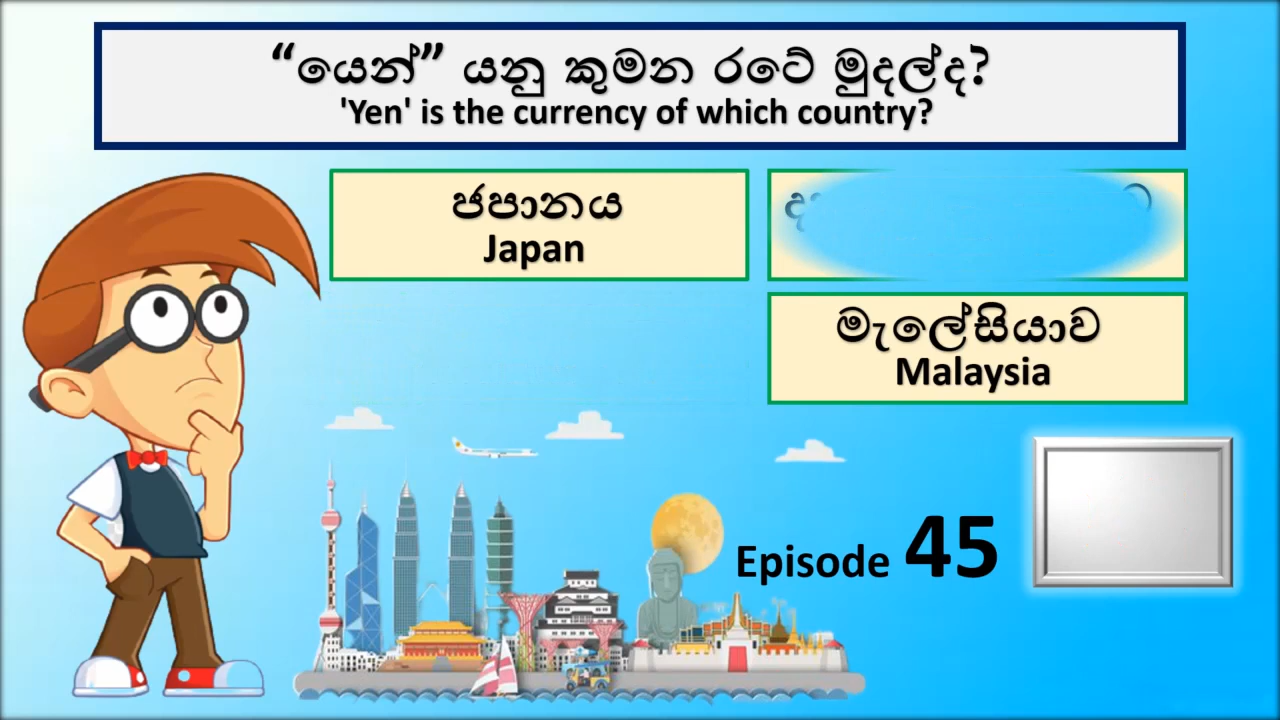 “යෙන්” යනු කුමන රටේ මුදල්ද?
'Yen' is the currency of which country?
ජපානය
Japan
මැලේසියාව
Malaysia
Episode 45